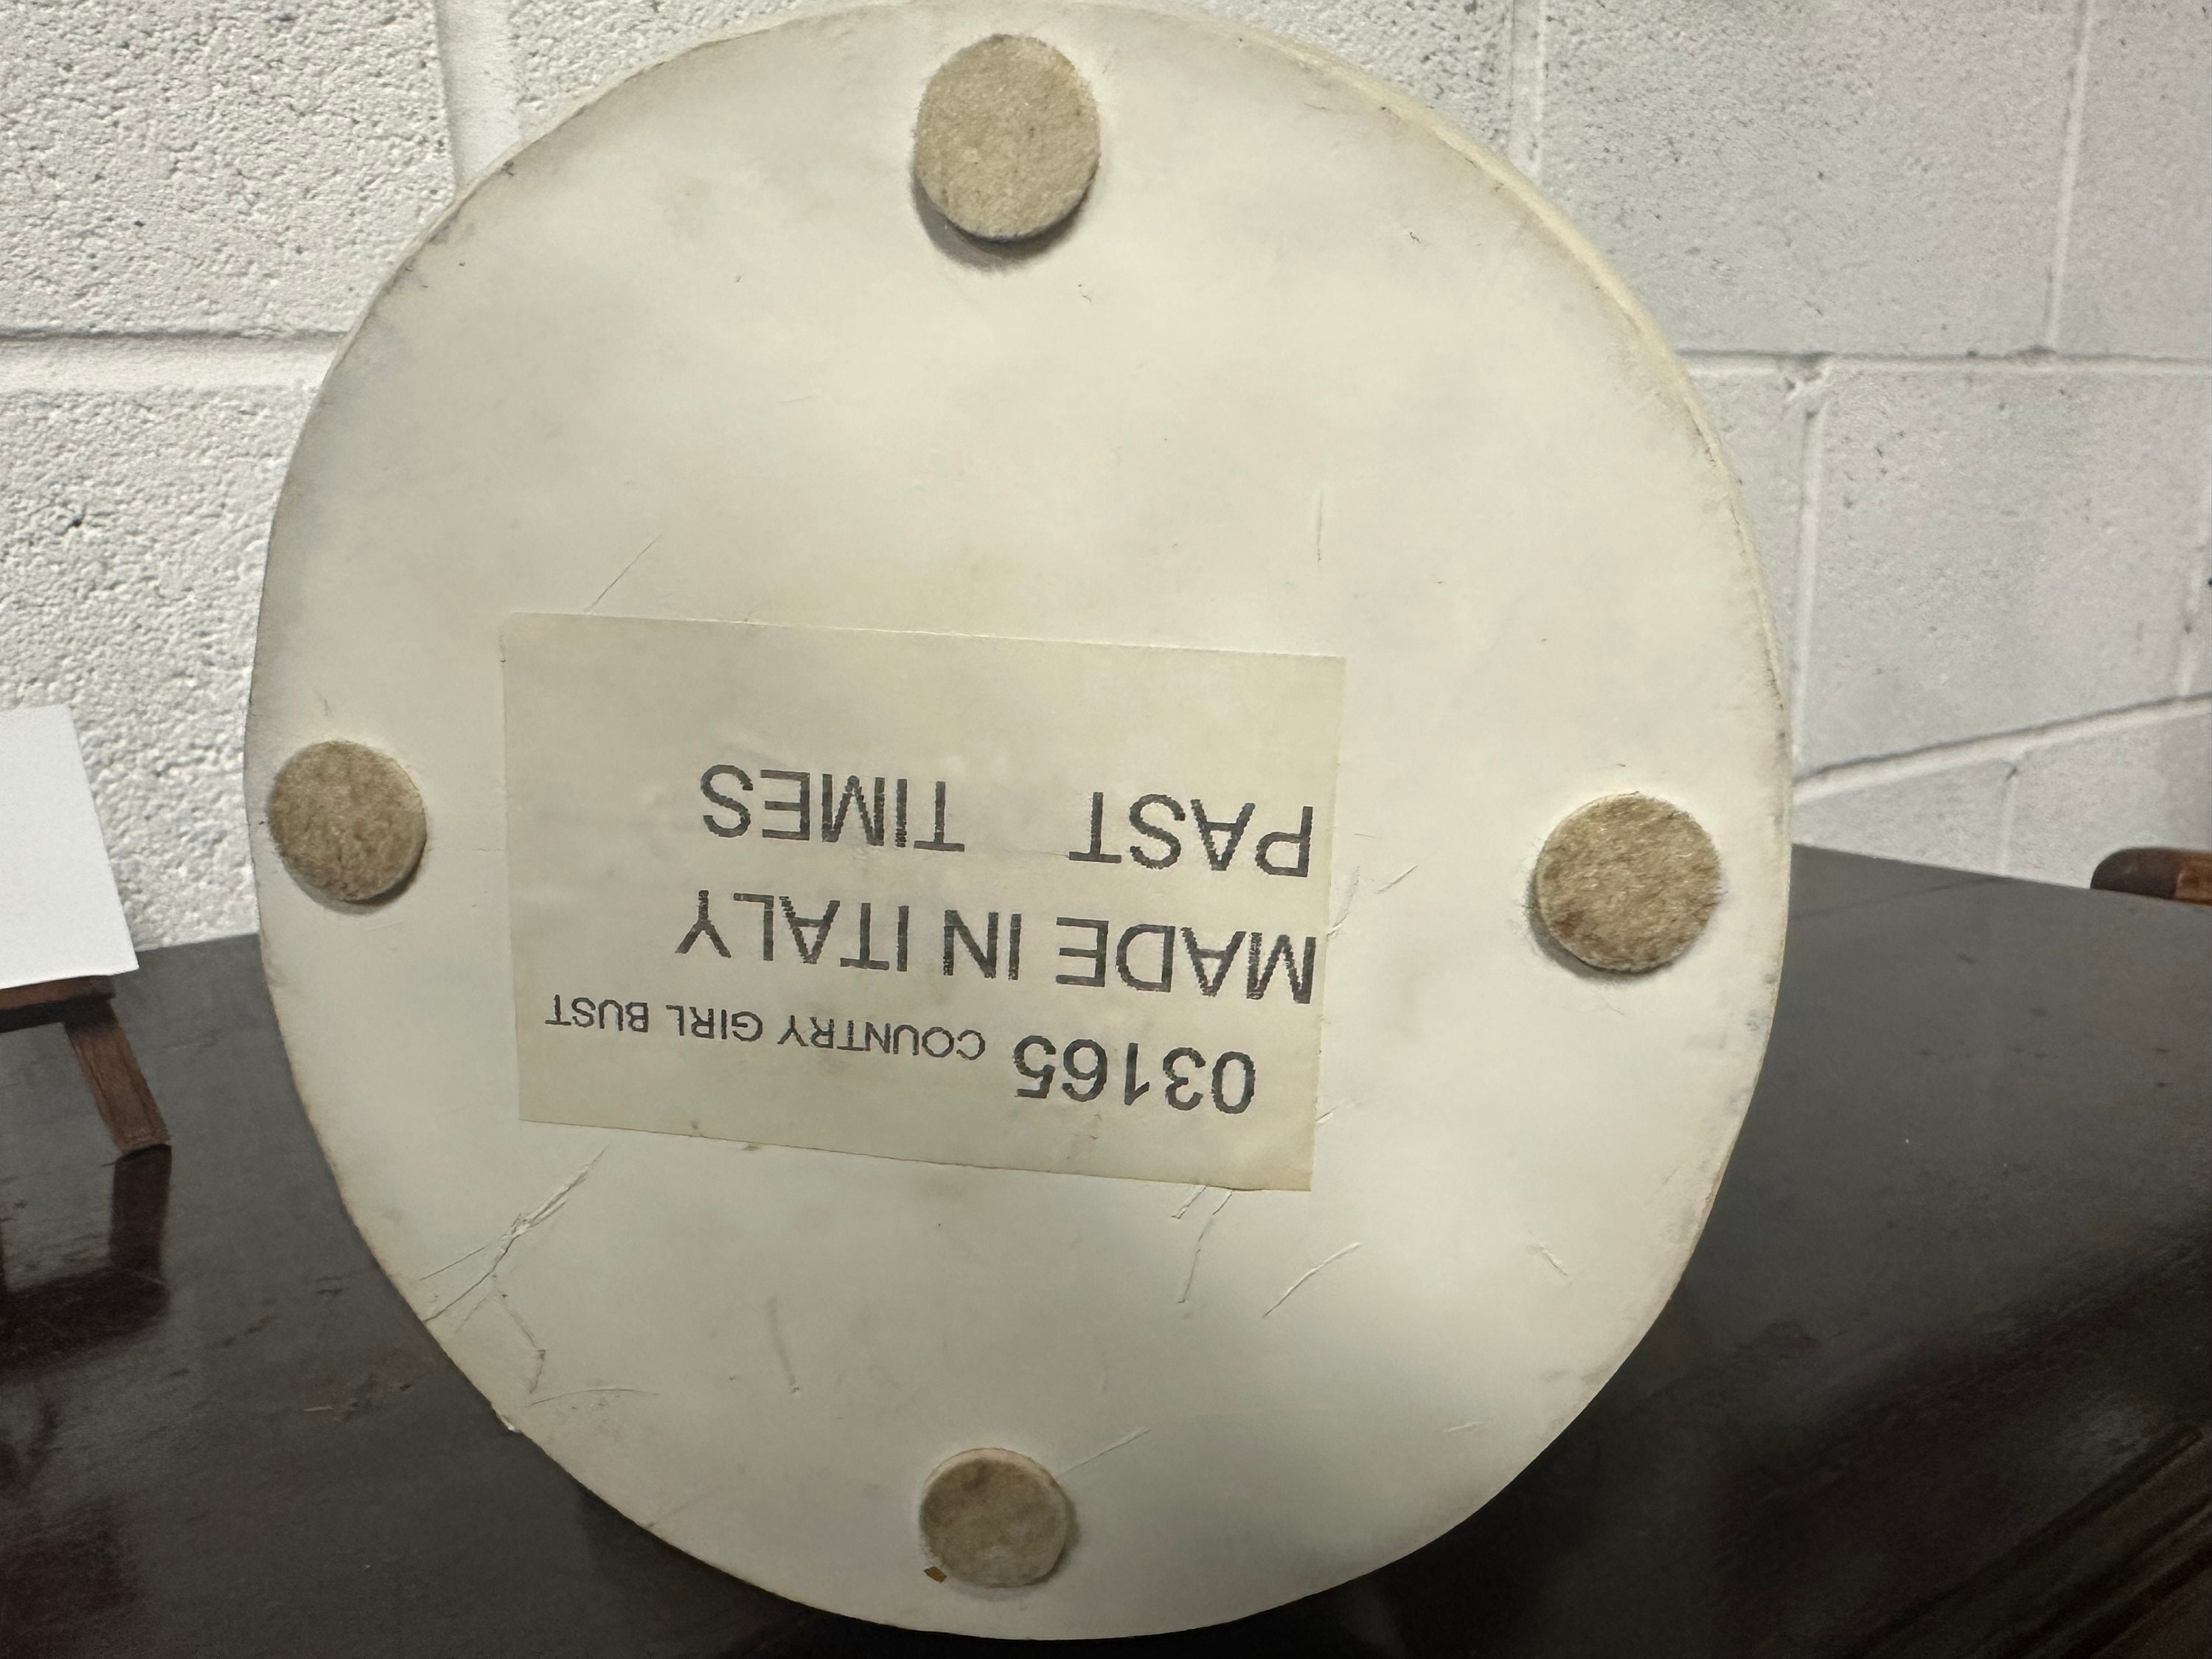 03165 COUNTRY GIRL BUST
MADE IN ITALY
PAST TIMES